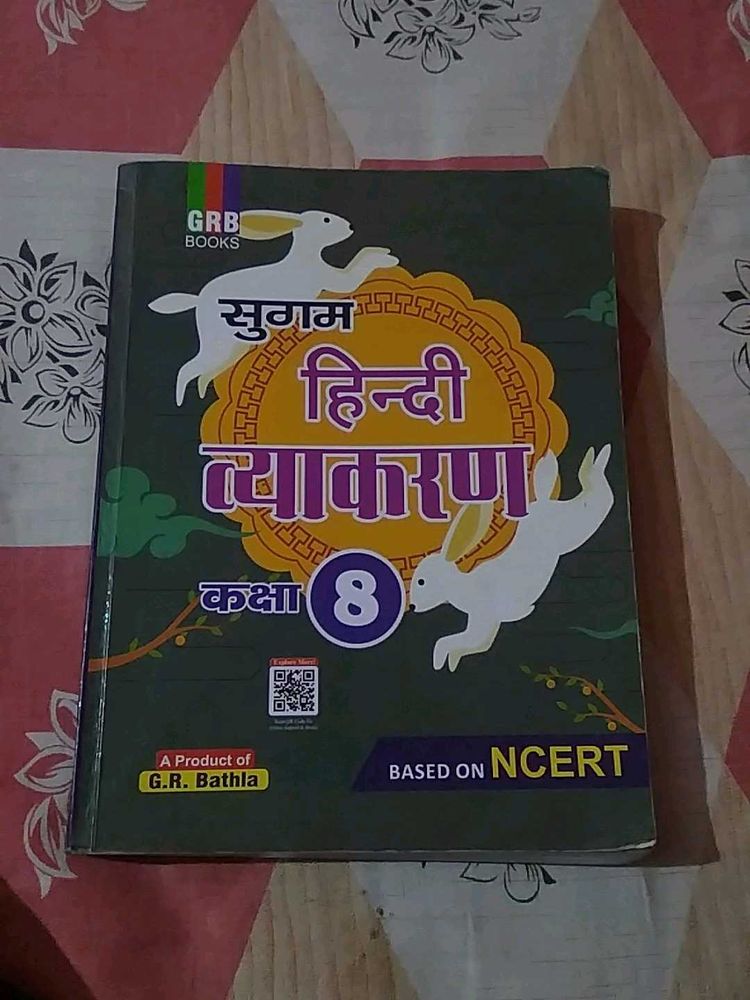 GRB
BOOKS
सुगम
हिन्दी
व्याकरण
कक्षा 8
Explore More!
A Product of
G.R. Bathla
BASED ON NCERT